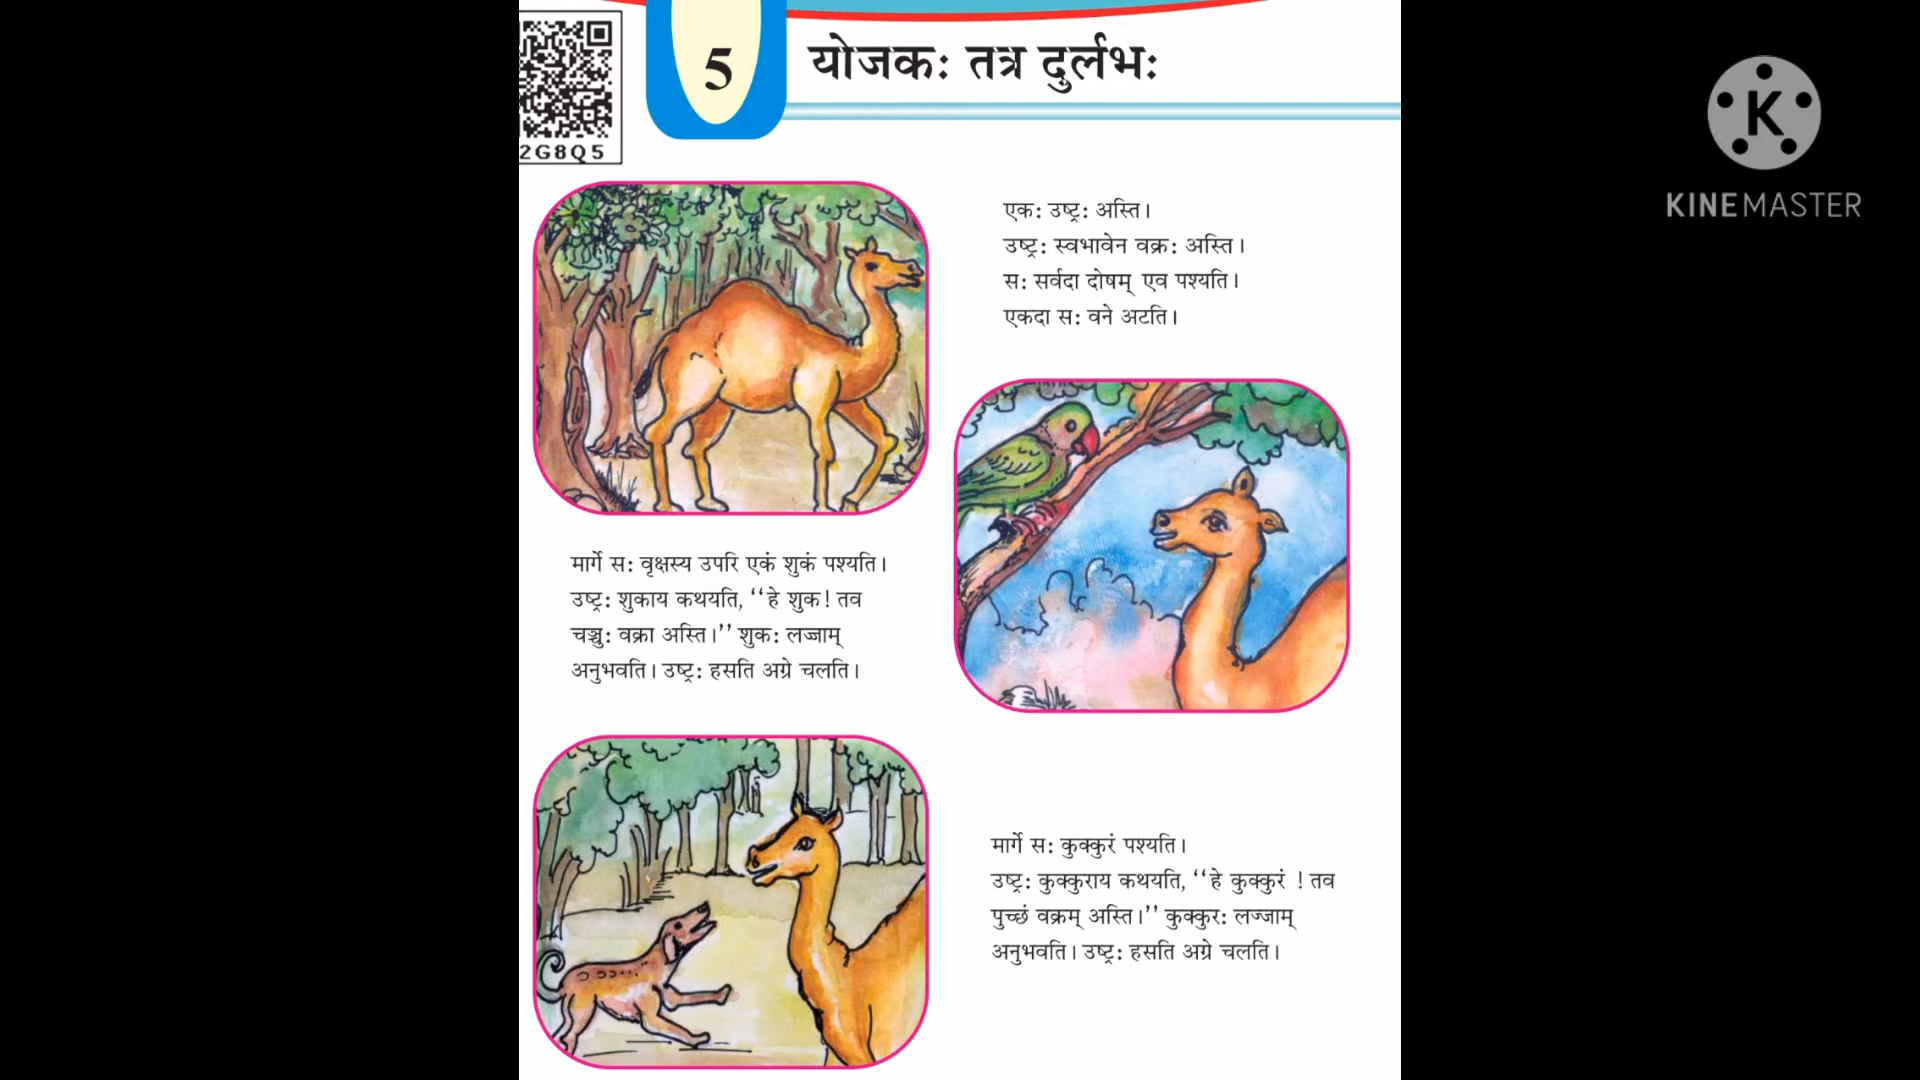 5
योजकः तत्र दुर्लभः
2G8Q5
K
KINEMASTER
एकः उष्ट्रः अस्ति।
उष्ट्रः स्वभावेन वक्रः अस्ति।
सः सर्वदा दोषम् एव पश्यति।
एकदा सः वने अटति।
मार्गे सः वृक्षस्य उपरि एकं शुकं पश्यति।
उष्ट्रः शुकाय कथयति, ‘‘हे शुक! तव
चञ्चुः वक्रा अस्ति।’’ शुकः लज्जाम्
अनुभवति। उष्ट्रः हसति अग्रे चलति।
मार्गे सः कुक्कुरं पश्यति।
उष्ट्रः कुक्कुराय कथयति, ‘‘हे कुक्कुरं ! तव
पुच्छं वक्रम् अस्ति।’’ कुक्कुरः लज्जाम्
अनुभवति। उष्ट्रः हसति अग्रे चलति।